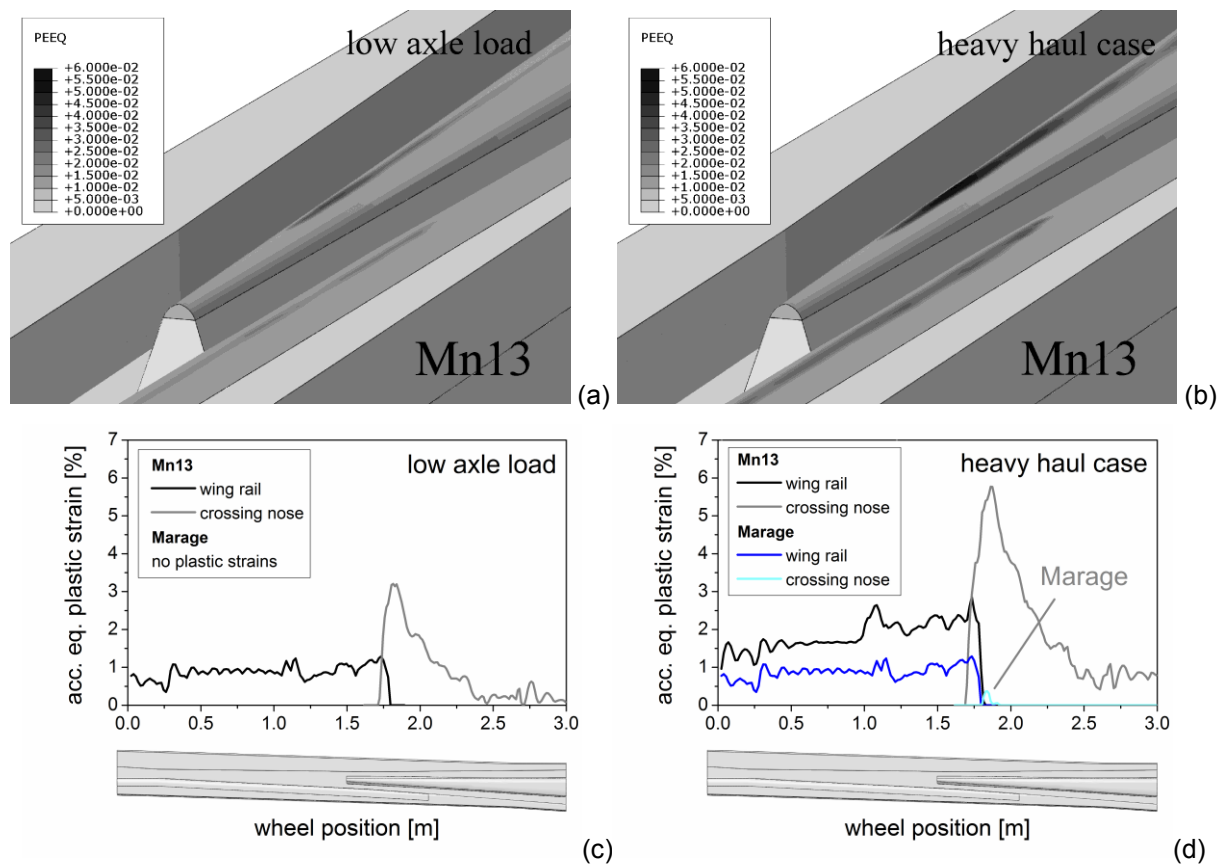 PEEQ
low axle load
+6.000e-02
+5.500e-02
+5.000e-02
+4.500e-02
+4.000e-02
+3.500e-02
+3.000e-02
+2.500e-02
+2.000e-02
+1.500e-02
+1.000e-02
+5.000e-03
+0.000e+00
Mn13
(a)
PEEQ
heavy haul case
+6.000e-02
+5.500e-02
+5.000e-02
+4.500e-02
+4.000e-02
+3.500e-02
+3.000e-02
+2.500e-02
+2.000e-02
+1.500e-02
+1.000e-02
+5.000e-03
+0.000e+00
Mn13
(b)
acc. eq. plastic strain [%]
7
6
5
4
3
2
1
0
Mn13
wing rail
crossing nose
Marage
no plastic strains
low axle load
0.0 0.5 1.0 1.5 2.0 2.5 3.0
wheel position [m]
(c)
acc. eq. plastic strain [%]
7
6
5
4
3
2
1
0
Mn13
wing rail
crossing nose
Marage
wing rail
crossing nose
heavy haul case
Marage
0.0 0.5 1.0 1.5 2.0 2.5 3.0
wheel position [m]
(d)